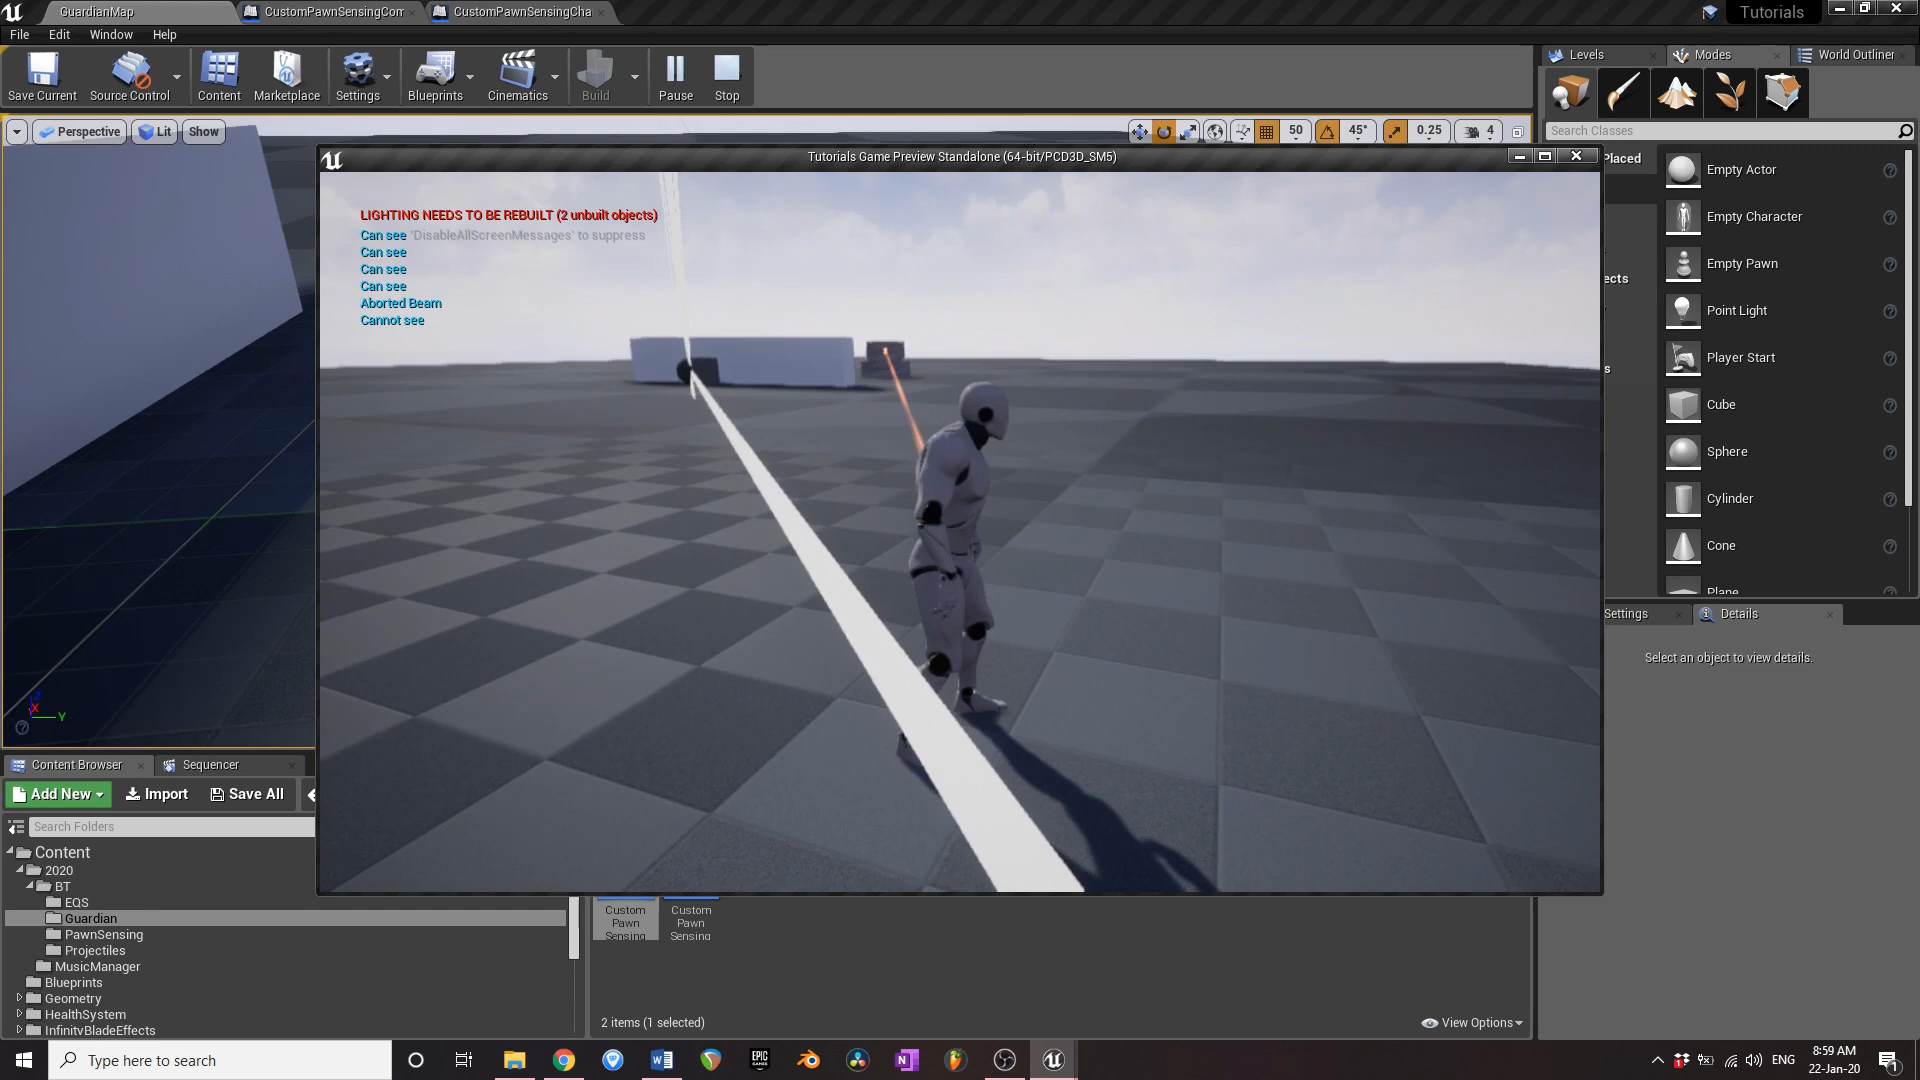 GuardianMap
CustomPawnSensingCom
CustomPawnSensingCha
Tutorials
File
Edit
Window
Help
Levels
Modes
World Outliner
Save Current
Source Control
Content
Marketplace
Settings
Blueprints
Cinematics
Build
Pause
Stop
Perspective
Lit
Show
50
45°
0.25
4
Search Classes
Tutorials Game Preview Standalone (64-bit/PCD3D_SM5)
Placed
LIGHTING NEEDS TO BE REBUILT (2 unbuilt objects)
Can see 'DisableAllScreenMessages' to suppress
Can see
Can see
Can see
Aborted Beam
Cannot see
ects
s
Empty Actor
Empty Character
Empty Pawn
Point Light
Player Start
Cube
Sphere
Cylinder
Cone
Plane
Settings
Details
Select an object to view details.
Z
X
Y
Content Browser
Sequencer
Add New
Import
Save All
Search Folders
Content
2020
BT
EQS
Guardian
PawnSensing
Projectiles
MusicManager
Blueprints
Geometry
HealthSystem
InfinityBladeEffects
Custom
Pawn
Sensing
Custom
Pawn
Sensing
2 items (1 selected)
View Options
Type here to search
EPIC
GAMES
ENG
8:59 AM
22-Jan-20
1